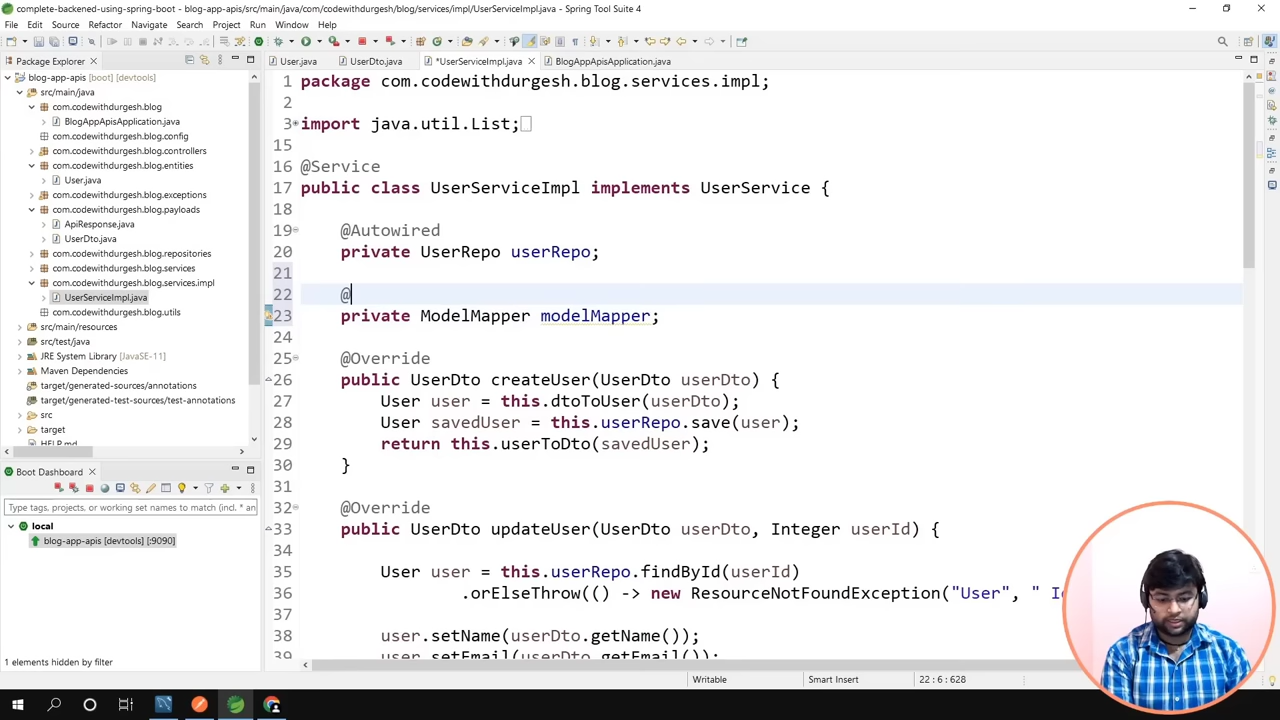 complete-backened-using-spring-boot - blog-app-apis/src/main/java/com/codewithdurgesh/blog/services/impl/UserServiceImpl.java - Spring Tool Suite 4
File Edit Source Refactor Navigate Search Project Run Window Help
Package Explorer
User.java
UserDto.java
*UserServiceImpl.java
BlogAppApisApplication.java
blog-app-apis [boot] [devtools]
src/main/java
com.codewithdurgesh.blog
BlogAppApisApplication.java
com.codewithdurgesh.blog.config
com.codewithdurgesh.blog.controllers
com.codewithdurgesh.blog.entities
User.java
com.codewithdurgesh.blog.exceptions
com.codewithdurgesh.blog.payloads
ApiResponse.java
UserDto.java
com.codewithdurgesh.blog.repositories
com.codewithdurgesh.blog.services
com.codewithdurgesh.blog.services.impl
UserServiceImpl.java
com.codewithdurgesh.blog.utils
src/main/resources
src/test/java
JRE System Library [JavaSE-11]
Maven Dependencies
target/generated-sources/annotations
target/generated-test-sources/test-annotations
src
target
HELP.md
Boot Dashboard
Type tags, projects, or working set names to match (incl. * an
local
blog-app-apis [devtools] [:9090]
1 elements hidden by filter
1 package com.codewithdurgesh.blog.services.impl;
2
3 import java.util.List;
15
16 @Service
17 public class UserServiceImpl implements UserService {
18
19 @Autowired
20 private UserRepo userRepo;
21
22 @
23 private ModelMapper modelMapper;
24
25 @Override
26 public UserDto createUser(UserDto userDto) {
27 User user = this.dtoToUser(userDto);
28 User savedUser = this.userRepo.save(user);
29 return this.userToDto(savedUser);
30 }
31
32 @Override
33 public UserDto updateUser(UserDto userDto, Integer userId) {
34
35 User user = this.userRepo.findById(userId)
36 .orElseThrow(() -> new ResourceNotFoundException("User", " I
37
38 user.setName(userDto.getName());
39 user.setEmail(userDto.getEmail());
Writable
Smart Insert
22 : 6 : 628